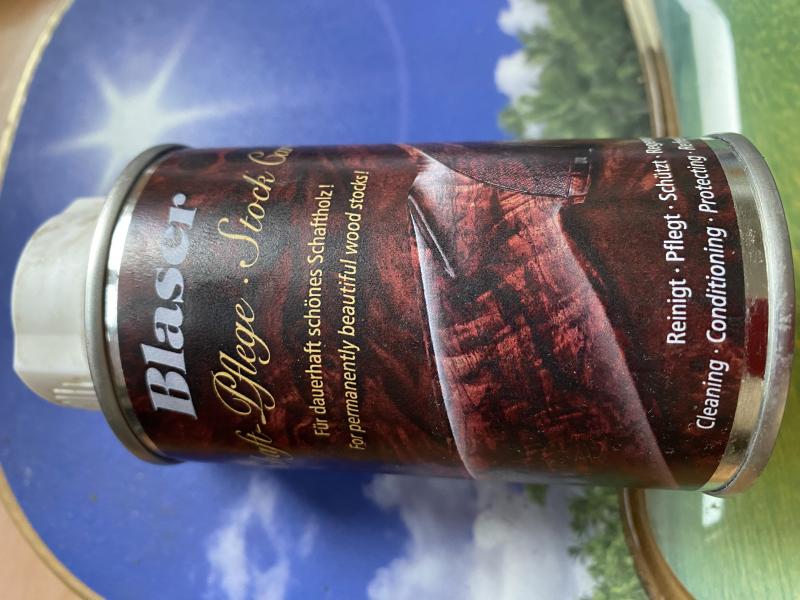 Blaser
Pflege · Stock
Für dauerhaft schönes Schaftholz!
For permanently beautiful wood stocks!
Reinigt · Pflegt · Schützt ·
Cleaning · Conditioning · Protecting ·